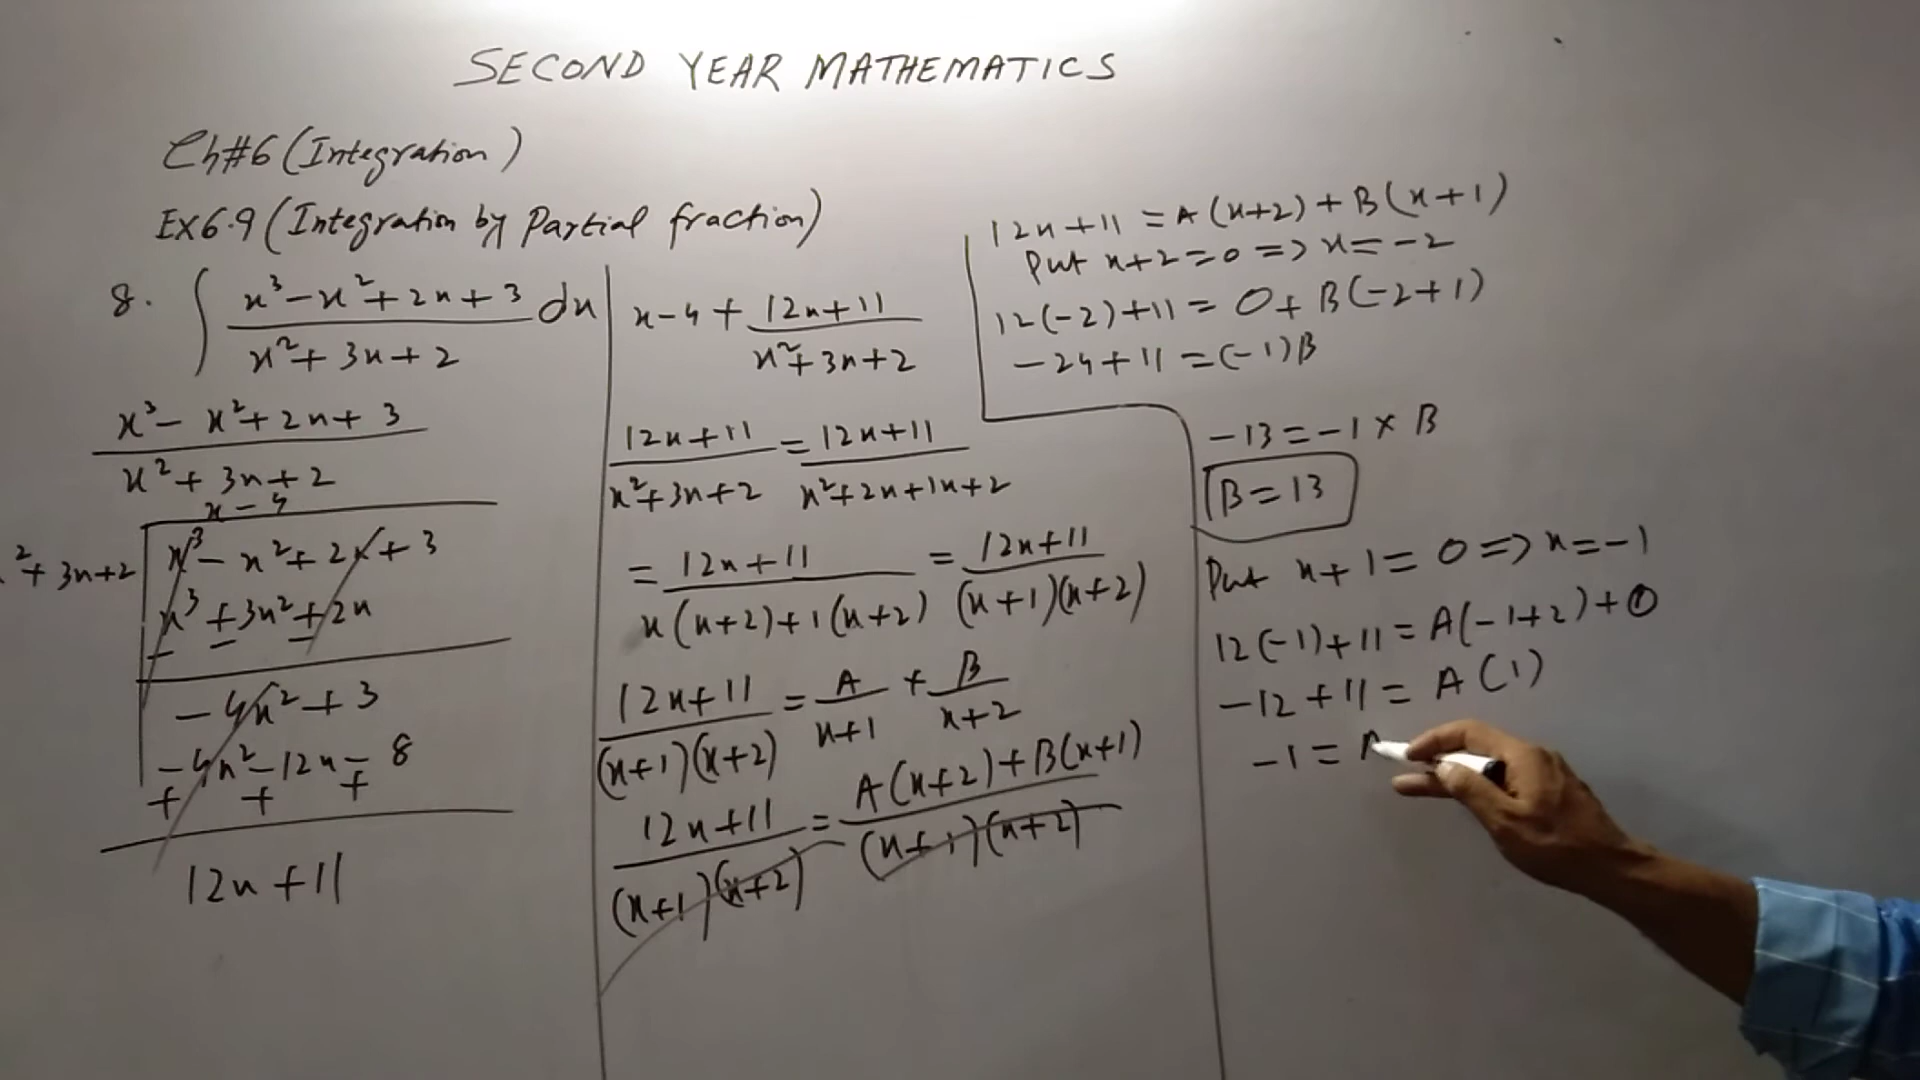 SECOND YEAR MATHEMATICS
Ch#6 (Integration)
Ex6.9 (Integration by Partial fraction)
8. ∫ (x³ - x² + 2x + 3)/(x² + 3x + 2) dx
(x³ - x² + 2x + 3)/(x² + 3x + 2)
x - 4
² + 3x + 2 | x³ - x² + 2x + 3
x³ + 3x² + 2x
- - -
-4x² + 3
-4x² - 12x - 8
+ + +
12x + 11
x - 4 + (12x + 11)/(x² + 3x + 2)
(12x + 11)/(x² + 3x + 2) = (12x + 11)/(x² + 2x + 1x + 2)
= (12x + 11)/(x(x+2) + 1(x+2)) = (12x + 11)/((x+1)(x+2))
(12x + 11)/((x+1)(x+2)) = A/(x+1) + B/(x+2)
(12x + 11)/((x+1)(x+2)) = (A(x+2) + B(x+1))/((x+1)(x+2))
12x + 11 = A(x+2) + B(x+1)
Put x + 2 = 0 => x = -2
12(-2) + 11 = 0 + B(-2+1)
-24 + 11 = (-1)B
-13 = -1 × B
B = 13
Put x + 1 = 0 => x = -1
12(-1) + 11 = A(-1+2) + 0
-12 + 11 = A(1)
-1 = A